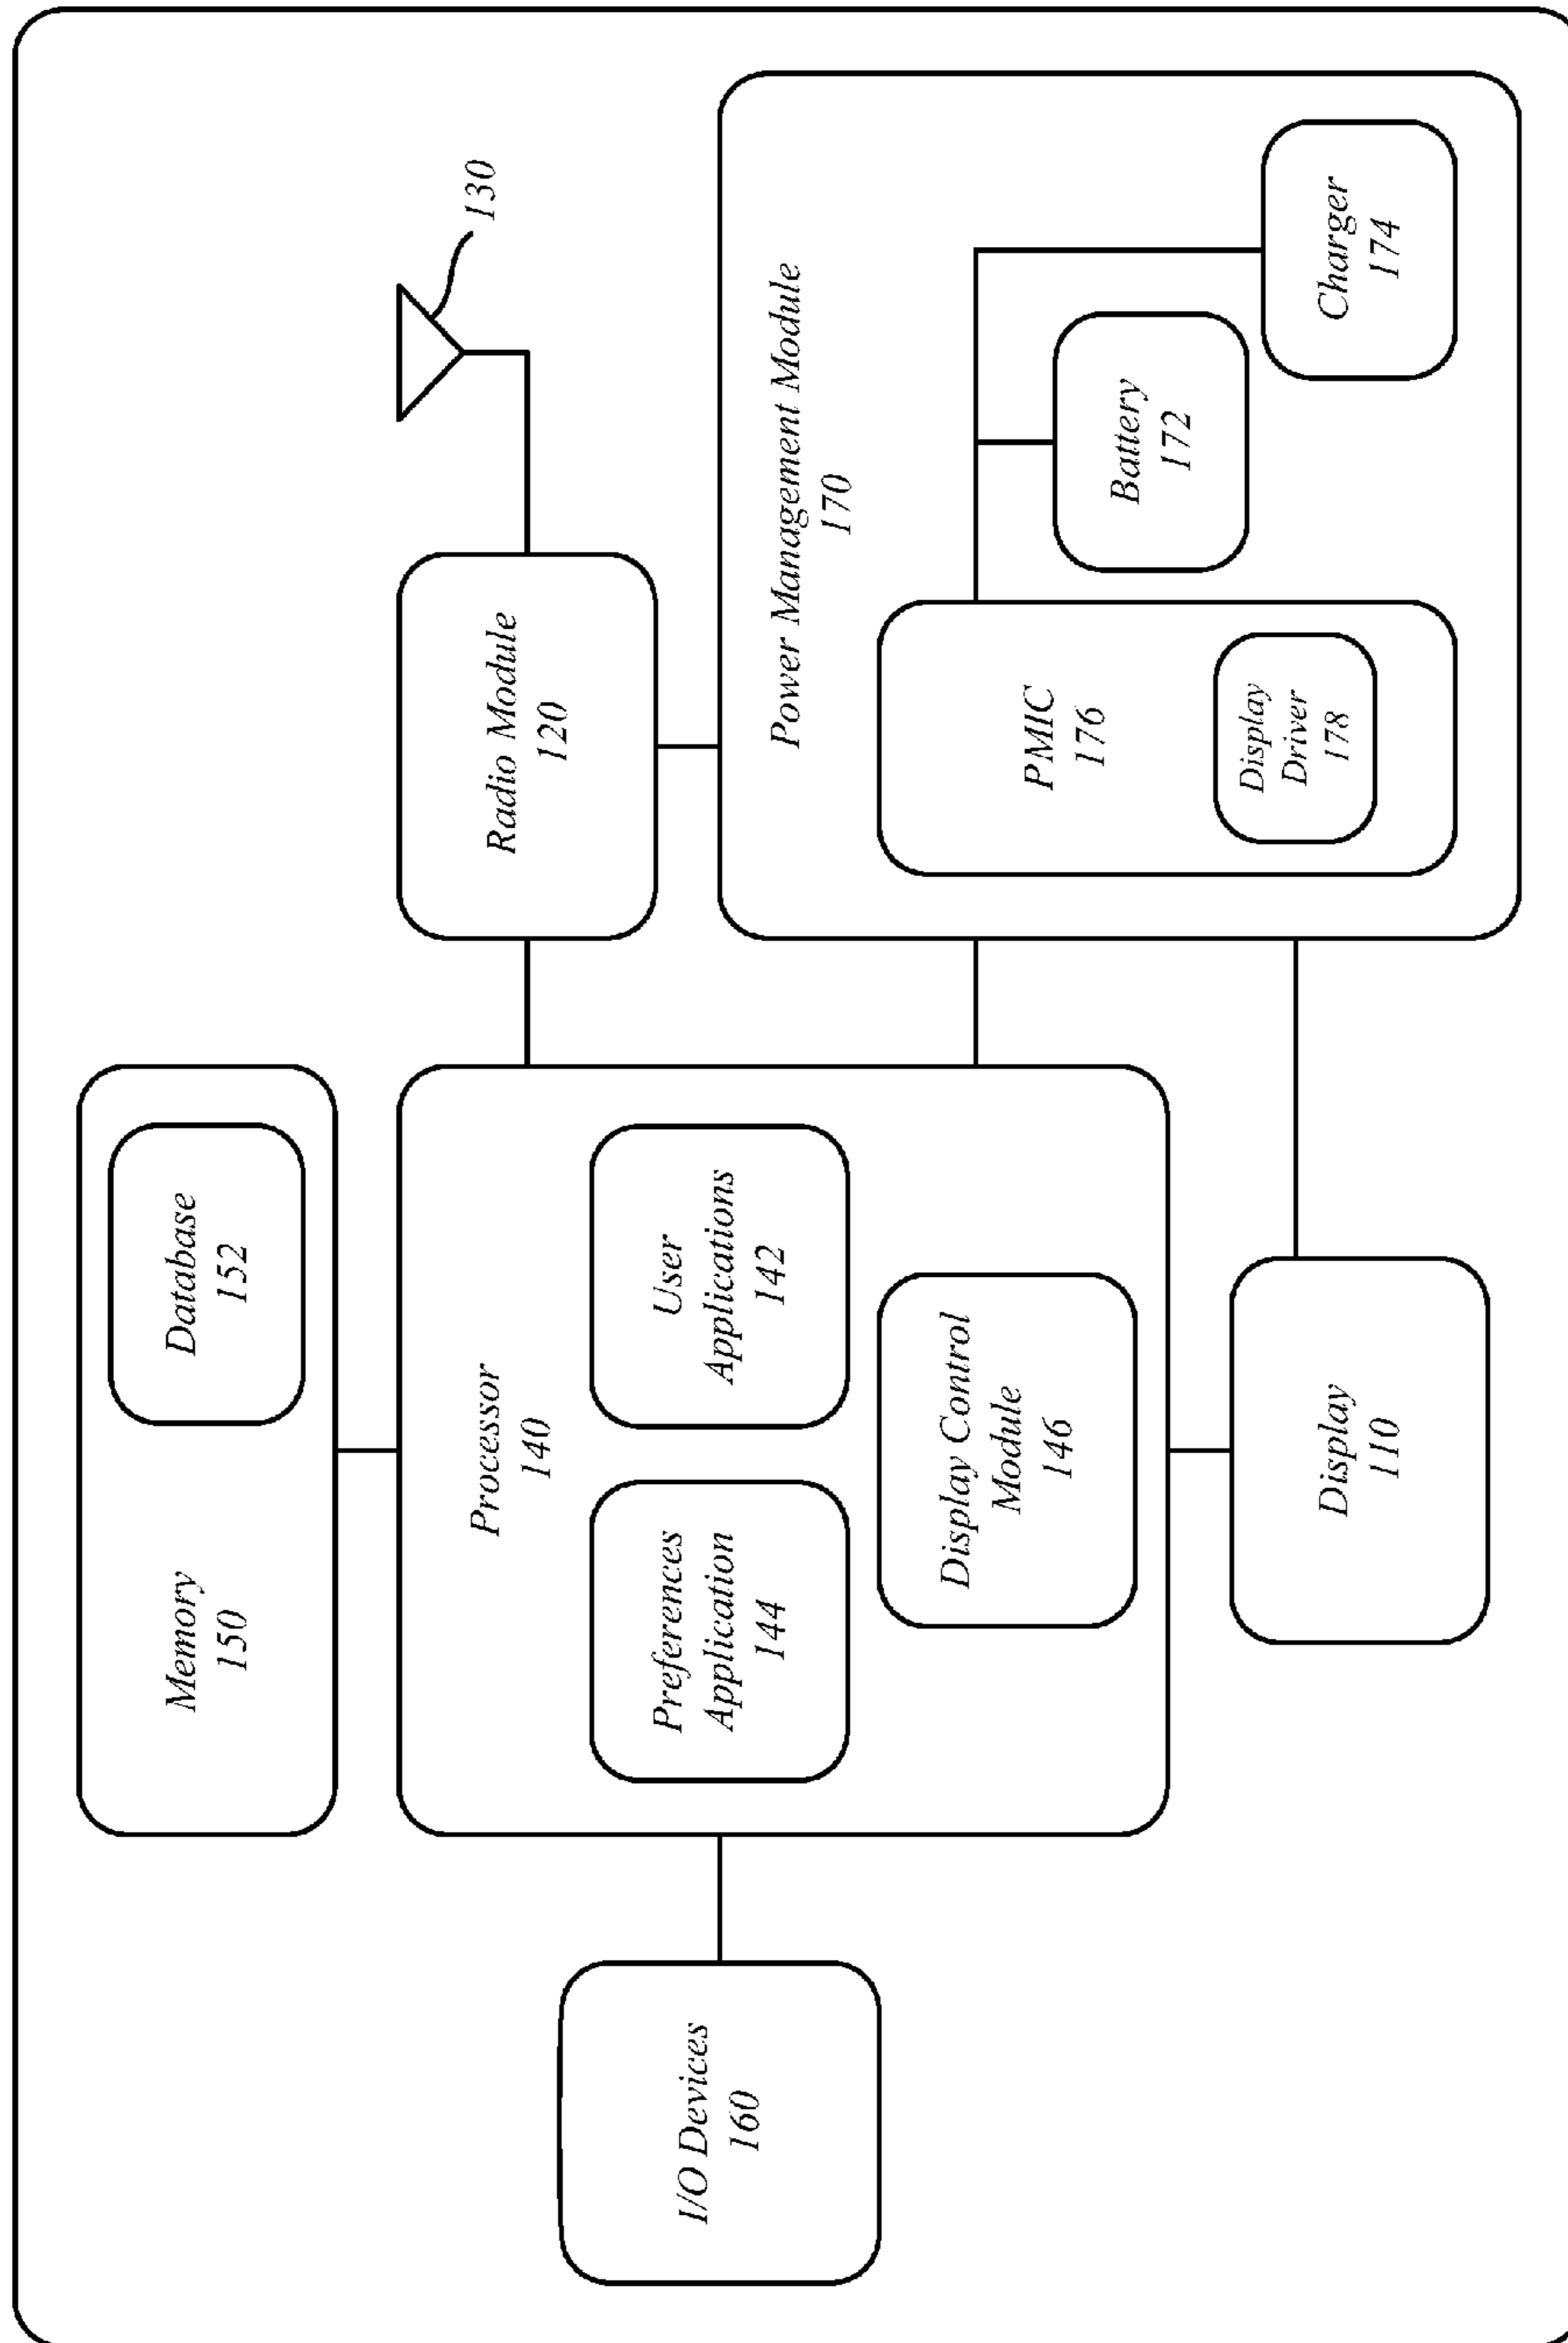 Memory
150
Database
152
Processor
140
Preferences
Application
144
User
Applications
142
Display Control
Module
146
I/O Devices
160
Display
110
Radio Module
120
130
Power Management Module
170
PMIC
176
Display
Driver
178
Battery
172
Charger
174